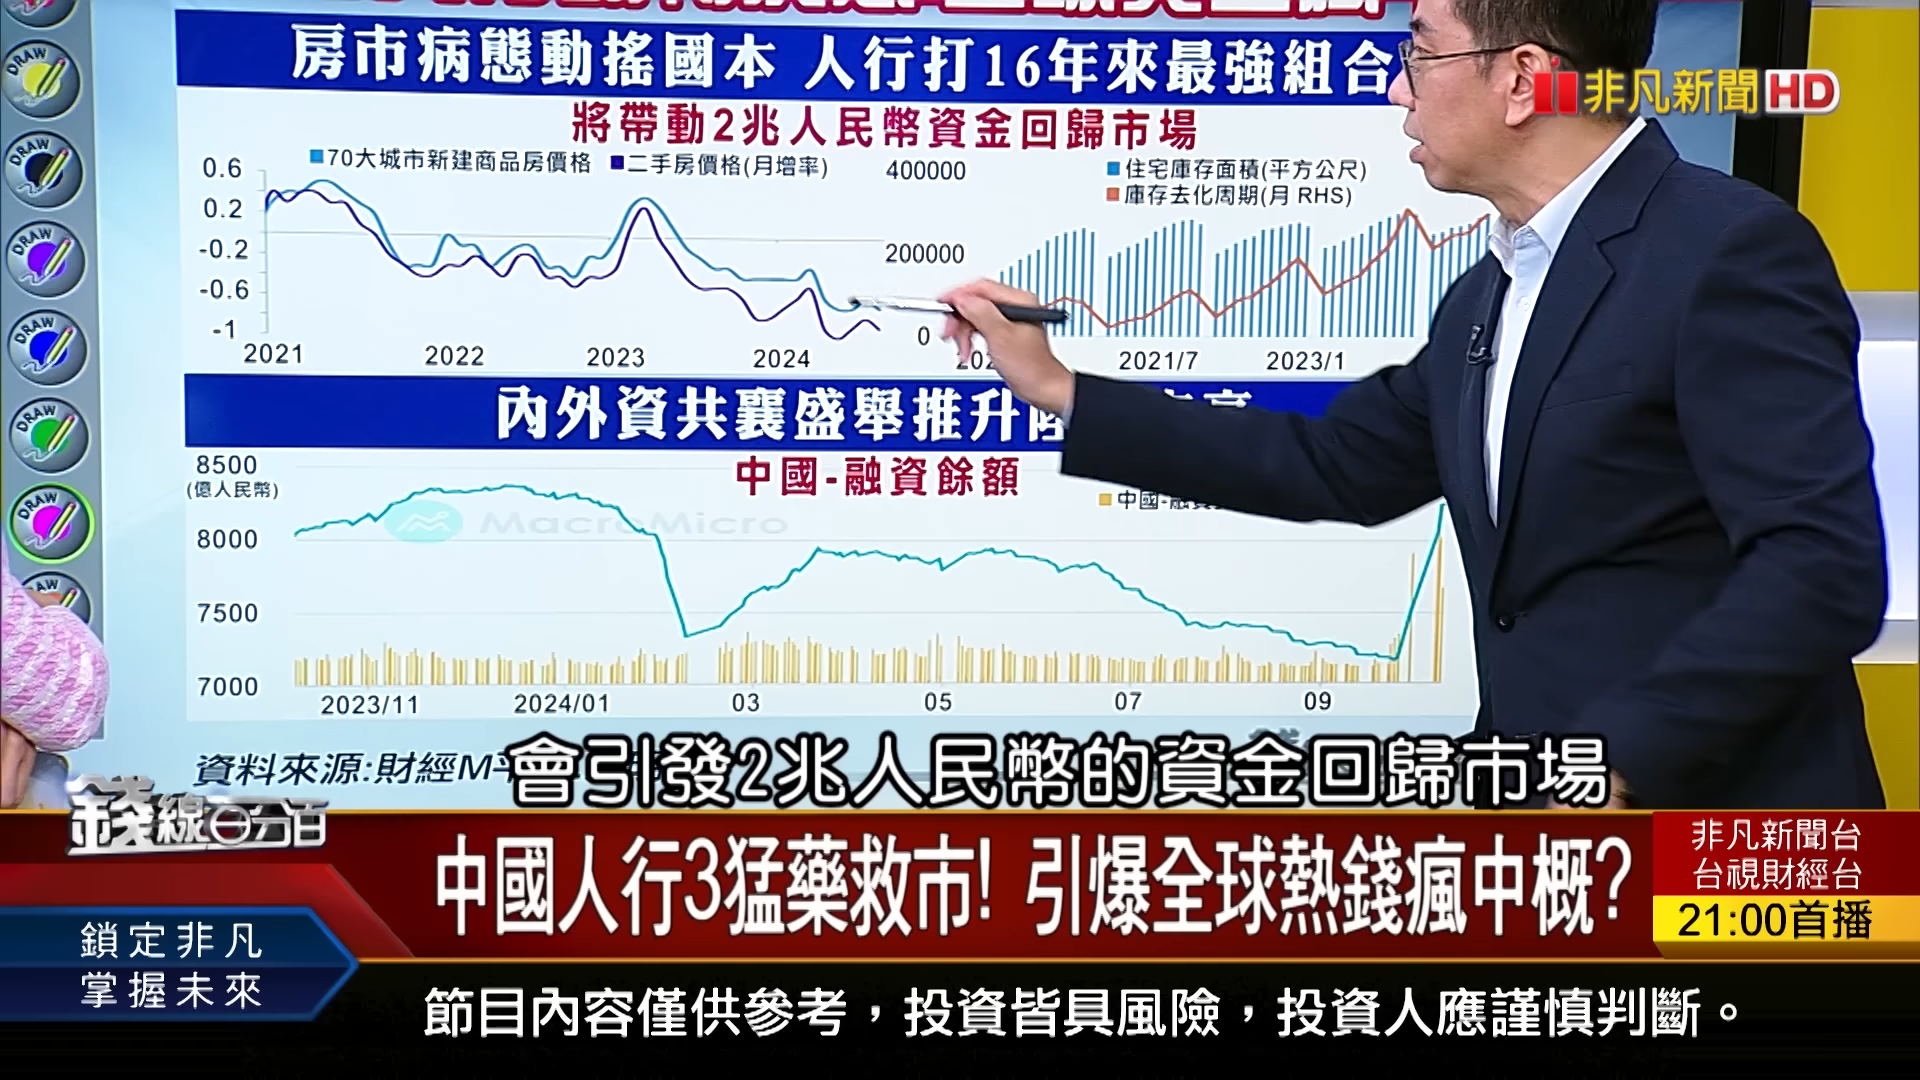 房市病態動搖國本 人行打16年來最強組合
非凡新聞HD
將帶動2兆人民幣資金回歸市場
70大城市新建商品房價格 二手房價格(月增率)
0.6
0.2
-0.2
-0.6
-1
2021 2022 2023 2024
住宅庫存面積(平方公尺)
庫存去化周期(月 RHS)
400000
200000
0
2021/7 2023/1
內外資共襄盛舉推升
中國-融資餘額
8500
(億人民幣)
8000
7500
7000
MacroMicro
2023/11 2024/01 03 05 07 09
DRAW
DRAW
DRAW
DRAW
DRAW
DRAW
資料來源:財經M平
會引發2兆人民幣的資金回歸市場
錢線百分百
中國人行3猛藥救市! 引爆全球熱錢瘋中概?
非凡新聞台
台視財經台
21:00首播
鎖定非凡
掌握未來
節目內容僅供參考，投資皆具風險，投資人應謹慎判斷。